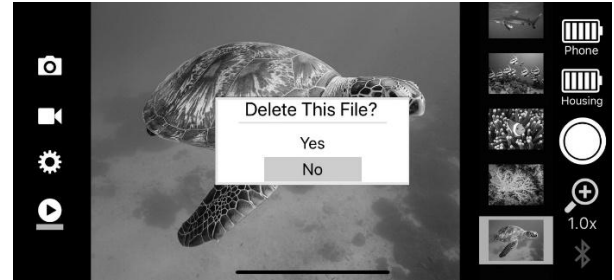 Delete This File?
Yes
No
Phone
Housing
1.0x